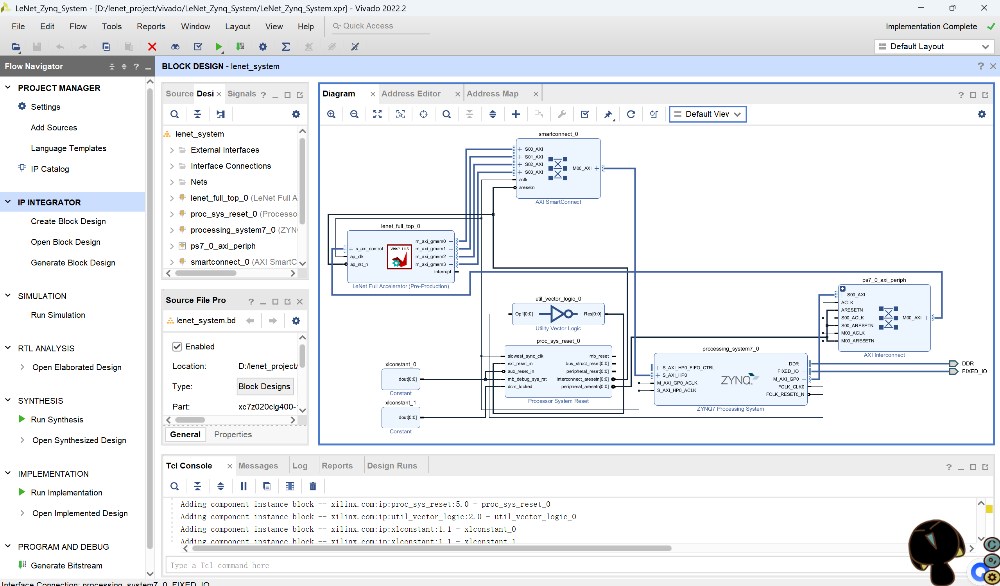 LeNet_Zynq_System - [D:/lenet_project/vivado/LeNet_Zynq_System/LeNet_Zynq_System.xpr] - Vivado 2022.2
File Edit Flow Tools Reports Window Layout View Help
Quick Access
Implementation Complete
Default Layout
Flow Navigator
PROJECT MANAGER
Settings
Add Sources
Language Templates
IP Catalog
IP INTEGRATOR
Create Block Design
Open Block Design
Generate Block Design
SIMULATION
Run Simulation
RTL ANALYSIS
Open Elaborated Design
SYNTHESIS
Run Synthesis
Open Synthesized Design
IMPLEMENTATION
Run Implementation
Open Implemented Design
PROGRAM AND DEBUG
Generate Bitstream
Interface Connection: processing_system7_0_FIXED_IO
BLOCK DESIGN - lenet_system
Source Desi Signals
lenet_system
External Interfaces
Interface Connections
Nets
lenet_full_top_0 (LeNet Full A
proc_sys_reset_0 (Processo
processing_system7_0 (ZYN
ps7_0_axi_periph
smartconnect_0 (AXI SmartC
Source File Pro
lenet_system.bd
Enabled
Location: D:/lenet_project/
Type: Block Designs
Part: xc7z020clg400-
General Properties
Diagram Address Editor Address Map
Default View
smartconnect_0
S00_AXI
S01_AXI
S02_AXI
S03_AXI
aclk
aresetn
M00_AXI
AXI SmartConnect
lenet_full_top_0
s_axi_control
ap_clk
ap_rst_n
Vitis™ HLS
m_axi_gmem0
m_axi_gmem1
m_axi_gmem2
m_axi_gmem3
interrupt
LeNet Full Accelerator (Pre-Production)
util_vector_logic_0
Op1[0:0]
Res[0:0]
Utility Vector Logic
proc_sys_reset_0
slowest_sync_clk
ext_reset_in
aux_reset_in
mb_debug_sys_rst
dcm_locked
mb_reset
bus_struct_reset[0:0]
peripheral_reset[0:0]
interconnect_aresetn[0:0]
peripheral_aresetn[0:0]
Processor System Reset
xlconstant_0
dout[0:0]
Constant
xlconstant_1
dout[0:0]
Constant
processing_system7_0
S_AXI_HP0_FIFO_CTRL
S_AXI_HP0
M_AXI_GP0_ACLK
S_AXI_HP0_ACLK
ZYNQ
DDR
FIXED_IO
M_AXI_GP0
FCLK_CLK0
FCLK_RESET0_N
ZYNQ7 Processing System
ps7_0_axi_periph
S00_AXI
ACLK
ARESETN
S00_ACLK
S00_ARESETN
M00_ACLK
M00_ARESETN
M00_AXI
AXI Interconnect
DDR
FIXED_IO
Tcl Console Messages Log Reports Design Runs
Adding component instance block -- xilinx.com:ip:proc_sys_reset:5.0 - proc_sys_reset_0
Adding component instance block -- xilinx.com:ip:util_vector_logic:2.0 - util_vector_logic_0
Adding component instance block -- xilinx.com:ip:xlconstant:1.1 - xlconstant_0
Adding component instance block -- xilinx.com:ip:xlconstant:1.1 - xlconstant_1
Type a Tcl command here